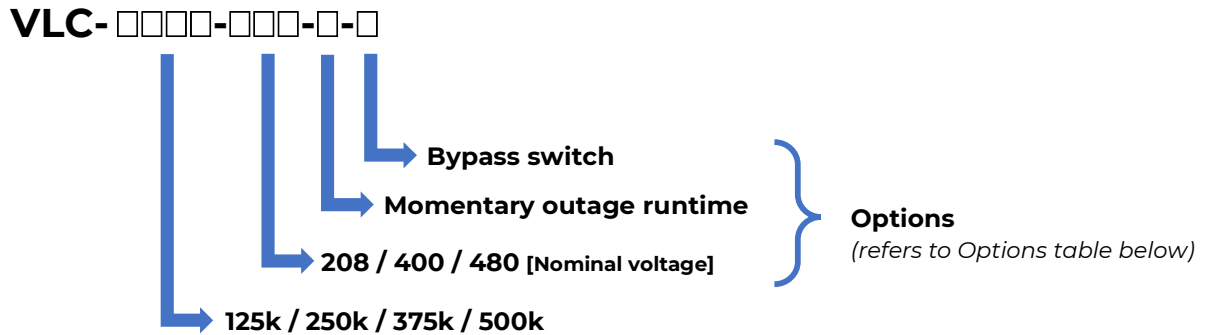 VLC- □□□□-□□□-□-□
Bypass switch
Momentary outage runtime
208 / 400 / 480 [Nominal voltage]
125k / 250k / 375k / 500k
Options
(refers to Options table below)